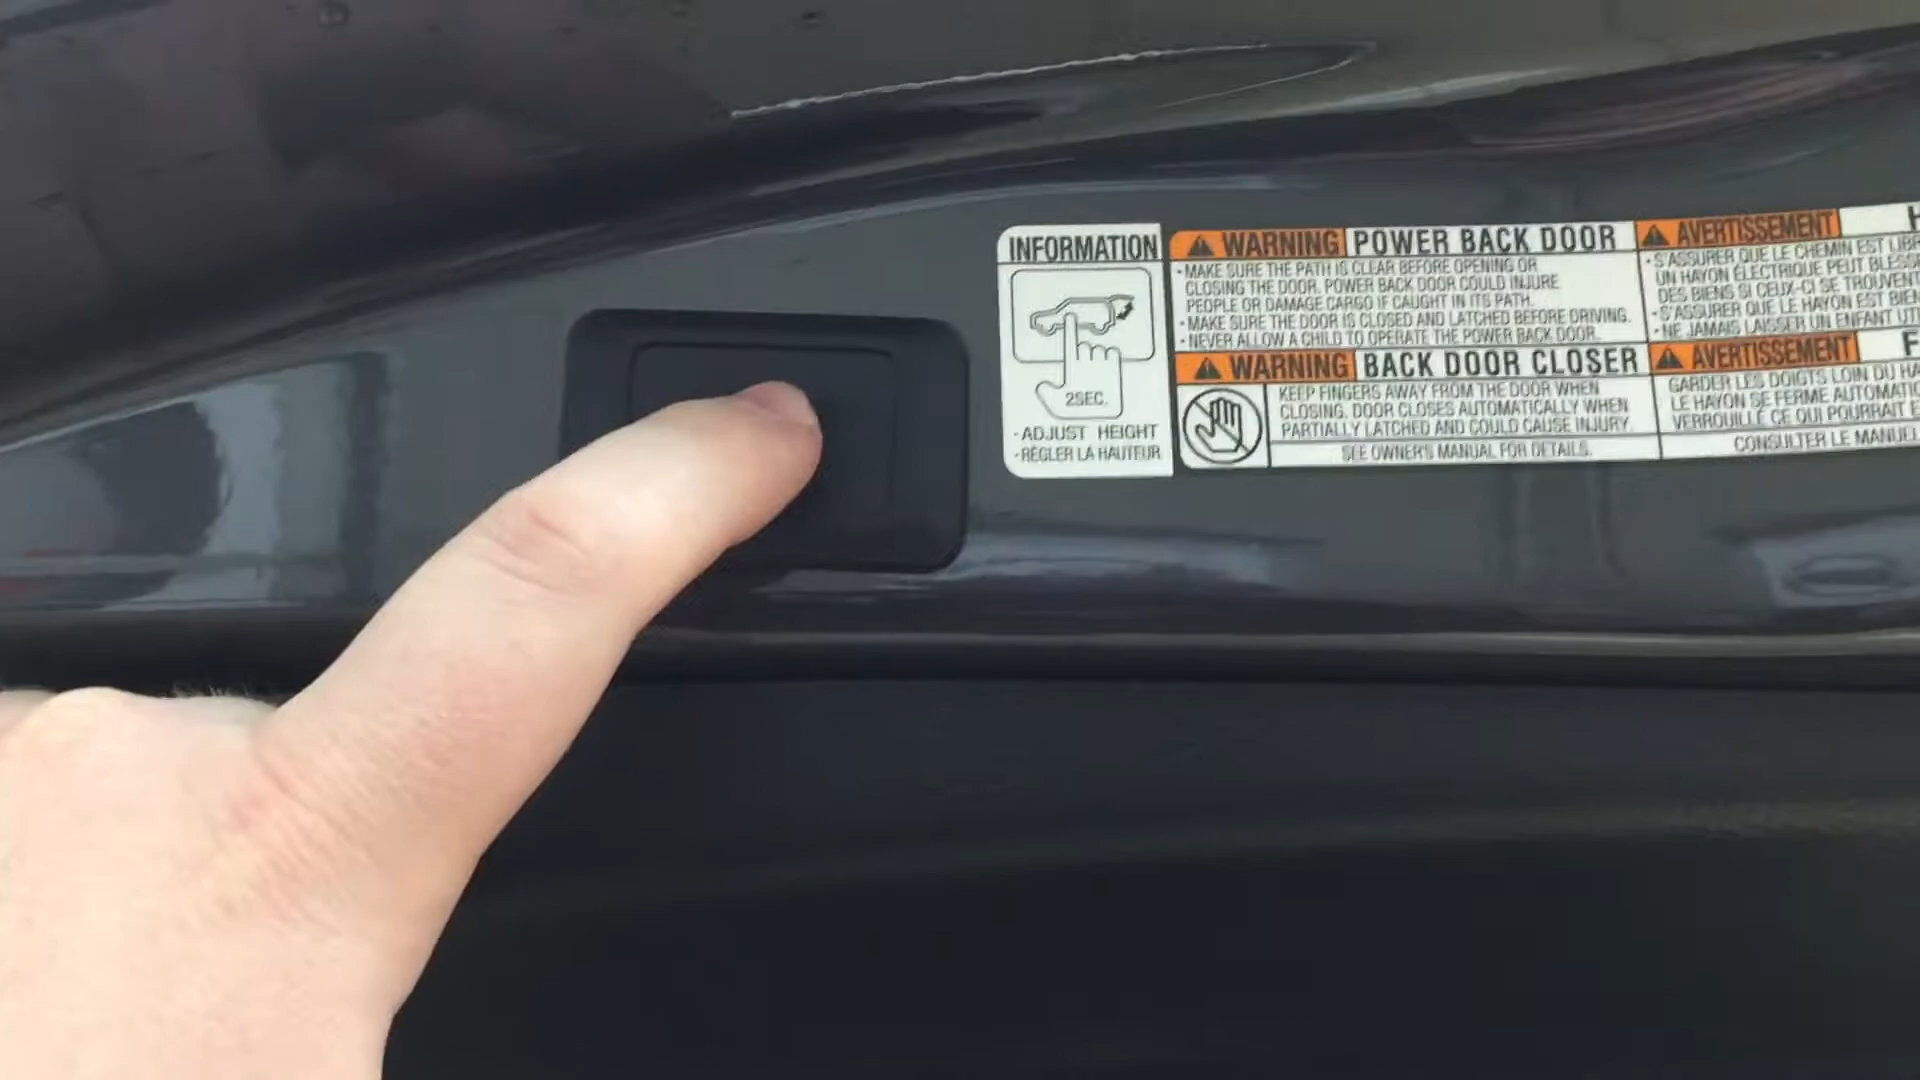 INFORMATION
2SEC.
·ADJUST HEIGHT
·RÉGLER LA HAUTEUR
WARNING POWER BACK DOOR
·MAKE SURE THE PATH IS CLEAR BEFORE OPENING OR
CLOSING THE DOOR. POWER BACK DOOR COULD INJURE
PEOPLE OR DAMAGE CARGO IF CAUGHT IN ITS PATH.
·MAKE SURE THE DOOR IS CLOSED AND LATCHED BEFORE DRIVING.
·NEVER ALLOW A CHILD TO OPERATE THE POWER BACK DOOR.
WARNING BACK DOOR CLOSER
KEEP FINGERS AWAY FROM THE DOOR WHEN
CLOSING. DOOR CLOSES AUTOMATICALLY WHEN
PARTIALLY LATCHED AND COULD CAUSE INJURY.
SEE OWNER'S MANUAL FOR DETAILS.
AVERTISSEMENT
·S'ASSURER QUE LE CHEMIN EST
UN HAYON ÉLECTRIQUE PEUT
DES BIENS SI CEUX-CI SE
·S'ASSURER QUE LE HAYON EST
·NE JAMAIS LAISSER UN ENFANT
AVERTISSEMENT
GARDER LES DOIGTS LOIN DU
LE HAYON SE FERME
VERROUILLÉ CE QUI POURRAIT
CONSULTER LE MANUEL